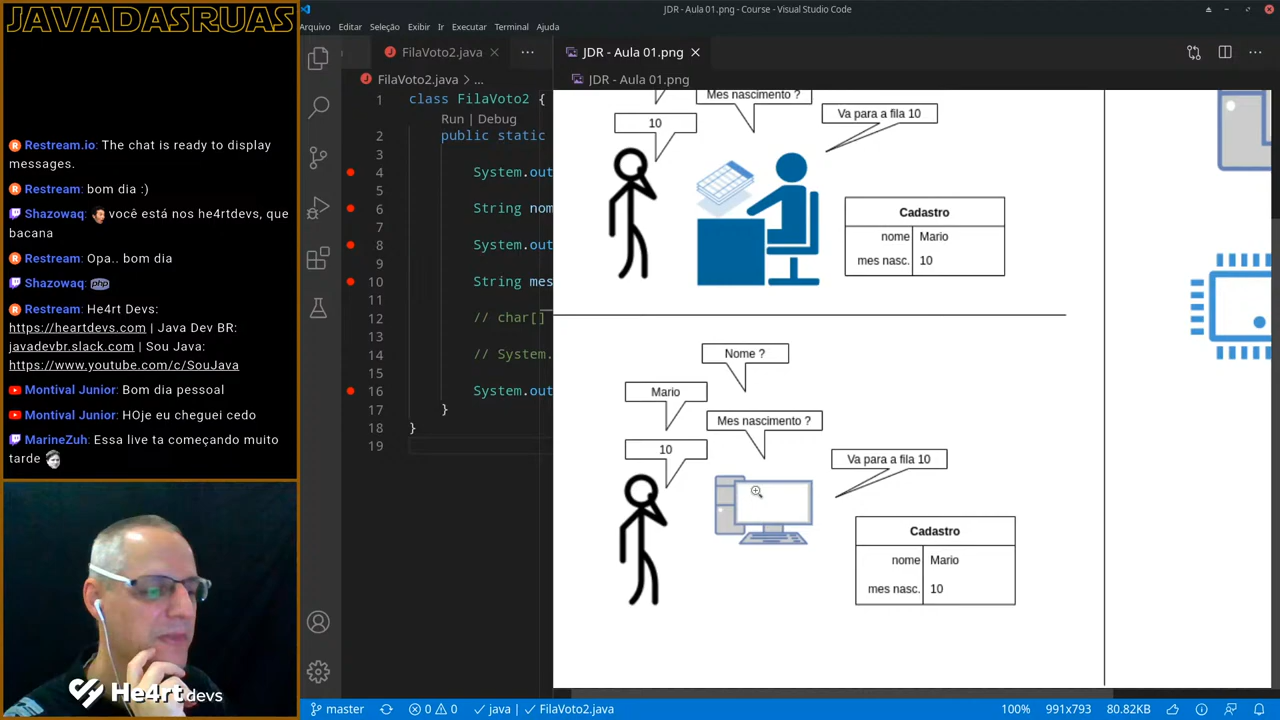 JAVADASRUAS
Restream.io: The chat is ready to display
messages.
Restream: bom dia :)
Shazowaq: você está nos he4rtdevs, que
bacana
Restream: Opa.. bom dia
Shazowaq: php
Restream: He4rt Devs:
https://heartdevs.com | Java Dev BR:
javadevbr.slack.com | Sou Java:
https://www.youtube.com/c/SouJava
Montival Junior: Bom dia pessoal
Montival Junior: HOje eu cheguei cedo
MarineZuh: Essa live ta começando muito
tarde
He4rt devs
JDR - Aula 01.png - Course - Visual Studio Code
Arquivo Editar Seleção Exibir Ir Executar Terminal Ajuda
FilaVoto2.java
FilaVoto2.java > ...
1 class FilaVoto2 {
Run | Debug
2 public static
3
4 System.out
5
6 String nom
7
8 System.out
9
10 String mes
11
12 // char[]
13
14 // System.
15
16 System.out
17 }
18 }
19
JDR - Aula 01.png
JDR - Aula 01.png
Mes nascimento ?
10
Va para a fila 10
Cadastro
nome Mario
mes nasc. 10
Nome ?
Mario
Mes nascimento ?
10
Va para a fila 10
Cadastro
nome Mario
mes nasc. 10
master 0 0 java FilaVoto2.java 100% 991x793 80.82KB